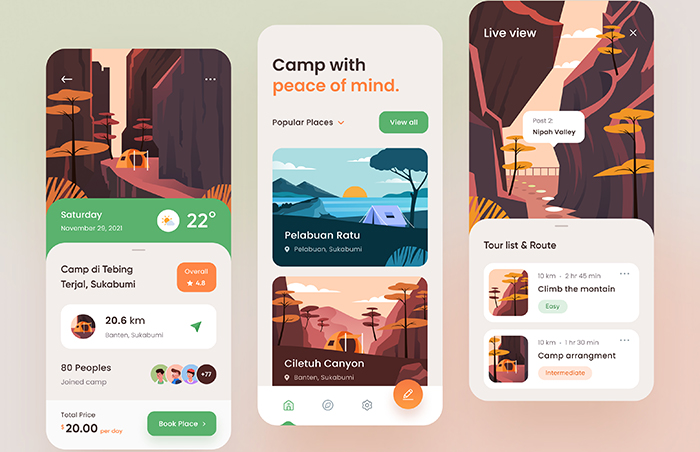 Saturday
November 29, 2021
22°
Camp di Tebing
Terjal, Sukabumi
Overall
4.8
20.6 km
Banten, Sukabumi
80 Peoples
Joined camp
+77
Total Price
$20.00 per day
Book Place
Camp with
peace of mind.
Popular Places
View all
Pelabuan Ratu
Pelabuan, Sukabumi
Ciletuh Canyon
Banten, Sukabumi
Live view
Post 2:
Nipah Valley
Tour list & Route
10 km • 2 hr 45 min
Climb the montain
Easy
10 km • 1 hr 30 min
Camp arrangment
Intermediate